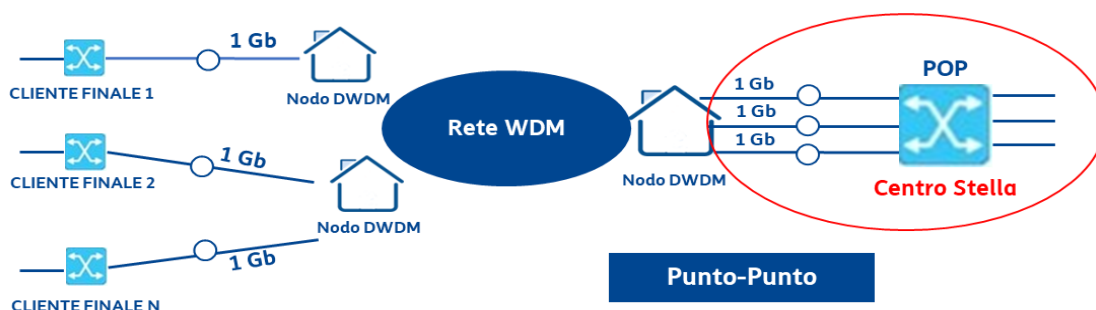 1 Gb
CLIENTE FINALE 1
Nodo DWDM
1 Gb
CLIENTE FINALE 2
Nodo DWDM
1 Gb
CLIENTE FINALE N
Rete WDM
Nodo DWDM
1 Gb
1 Gb
1 Gb
POP
Centro Stella
Punto-Punto